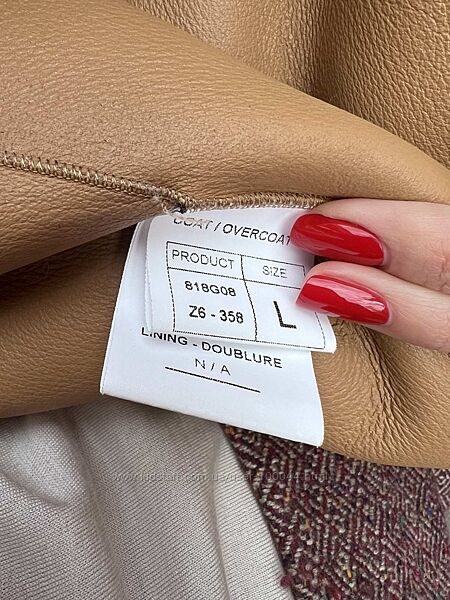 COAT / OVERCOAT
PRODUCT
SIZE
818G08
Z6 - 358
L
LINING - DOUBLURE
N / A